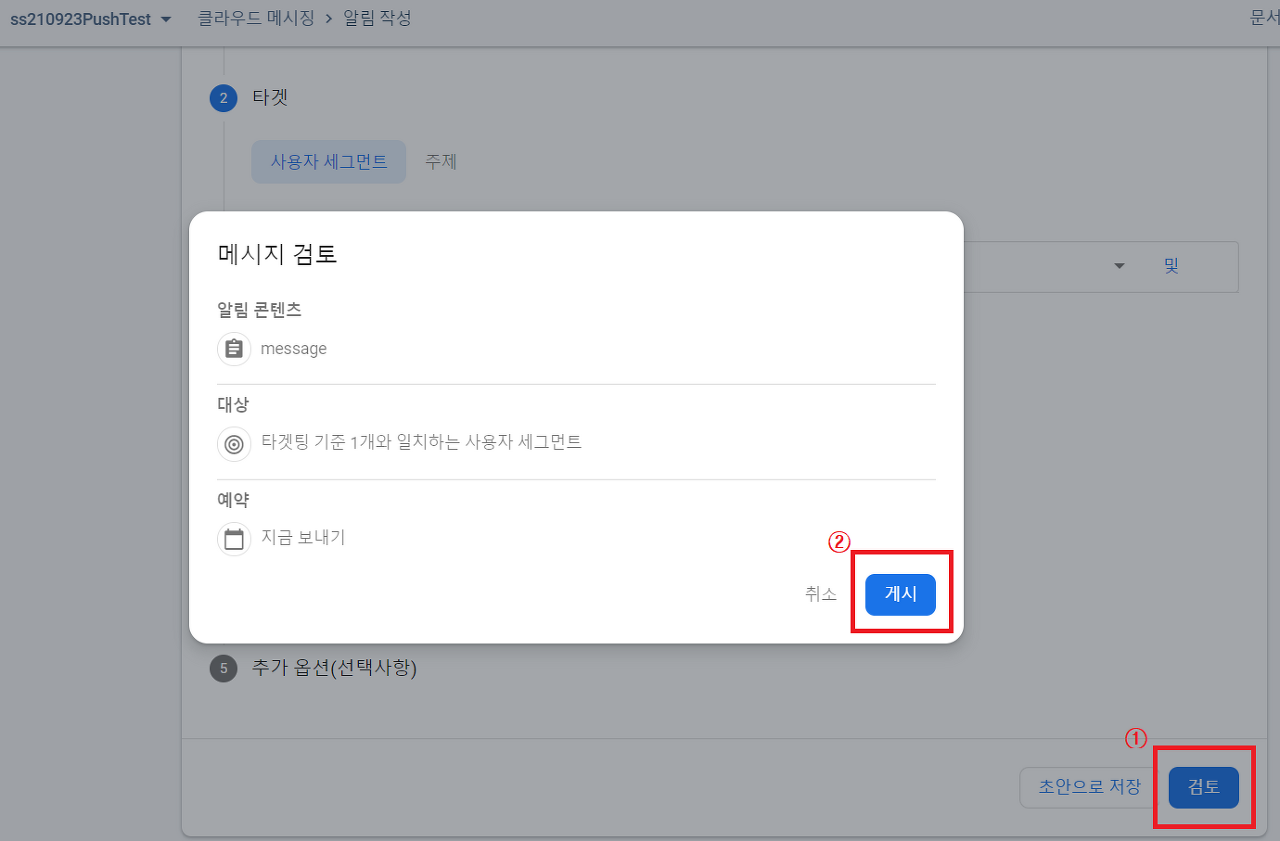 ss210923PushTest 클라우드 메시징 > 알림 작성 문서
2 타겟
사용자 세그먼트 주제
및
메시지 검토
알림 콘텐츠
message
대상
타겟팅 기준 1개와 일치하는 사용자 세그먼트
예약
지금 보내기
②
취소 게시
5 추가 옵션(선택사항)
①
초안으로 저장 검토